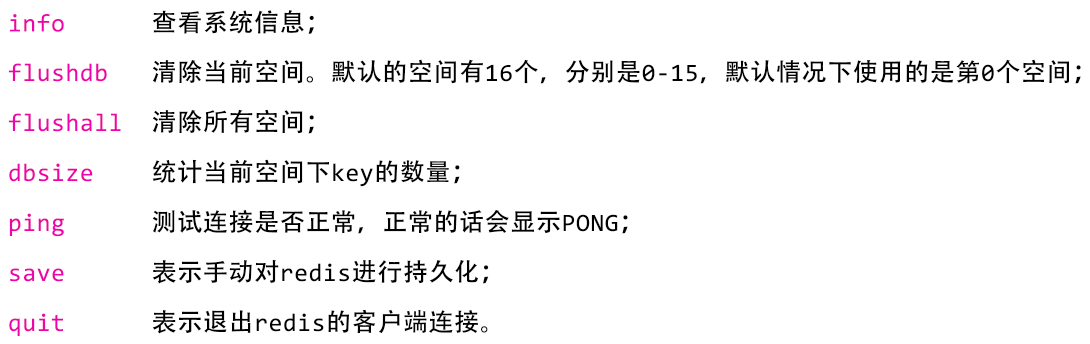 info 查看系统信息;
flushdb 清除当前空间。默认的空间有16个，分别是0-15，默认情况下使用的是第0个空间;
flushall 清除所有空间;
dbsize 统计当前空间下key的数量;
ping 测试连接是否正常，正常的话会显示PONG;
save 表示手动对redis进行持久化;
quit 表示退出redis的客户端连接。